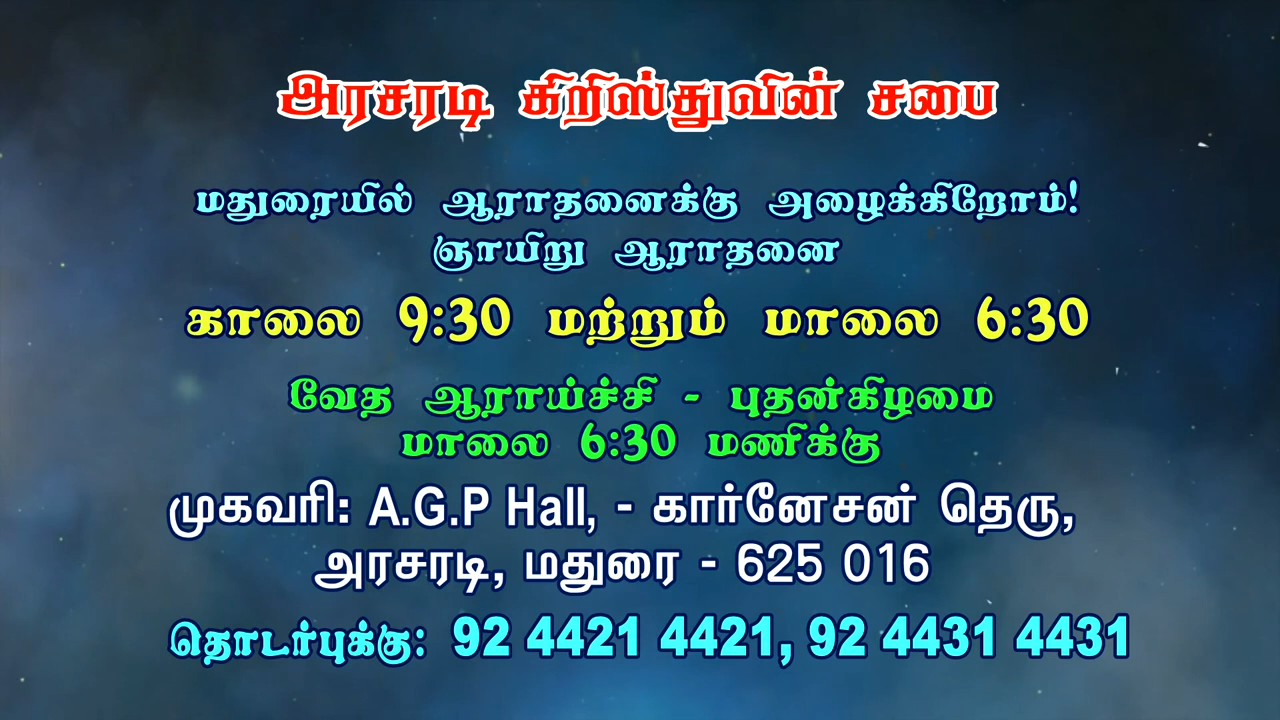 அரசரடி கிறிஸ்துவின் சபை
மதுரையில் ஆராதனைக்கு அழைக்கிறோம்!
ஞாயிறு ஆராதனை
காலை 9:30 மற்றும் மாலை 6:30
வேத ஆராய்ச்சி - புதன்கிழமை
மாலை 6:30 மணிக்கு
முகவரி: A.G.P Hall, - கார்னேசன் தெரு,
அரசரடி, மதுரை - 625 016
தொடர்புக்கு: 92 4421 4421, 92 4431 4431